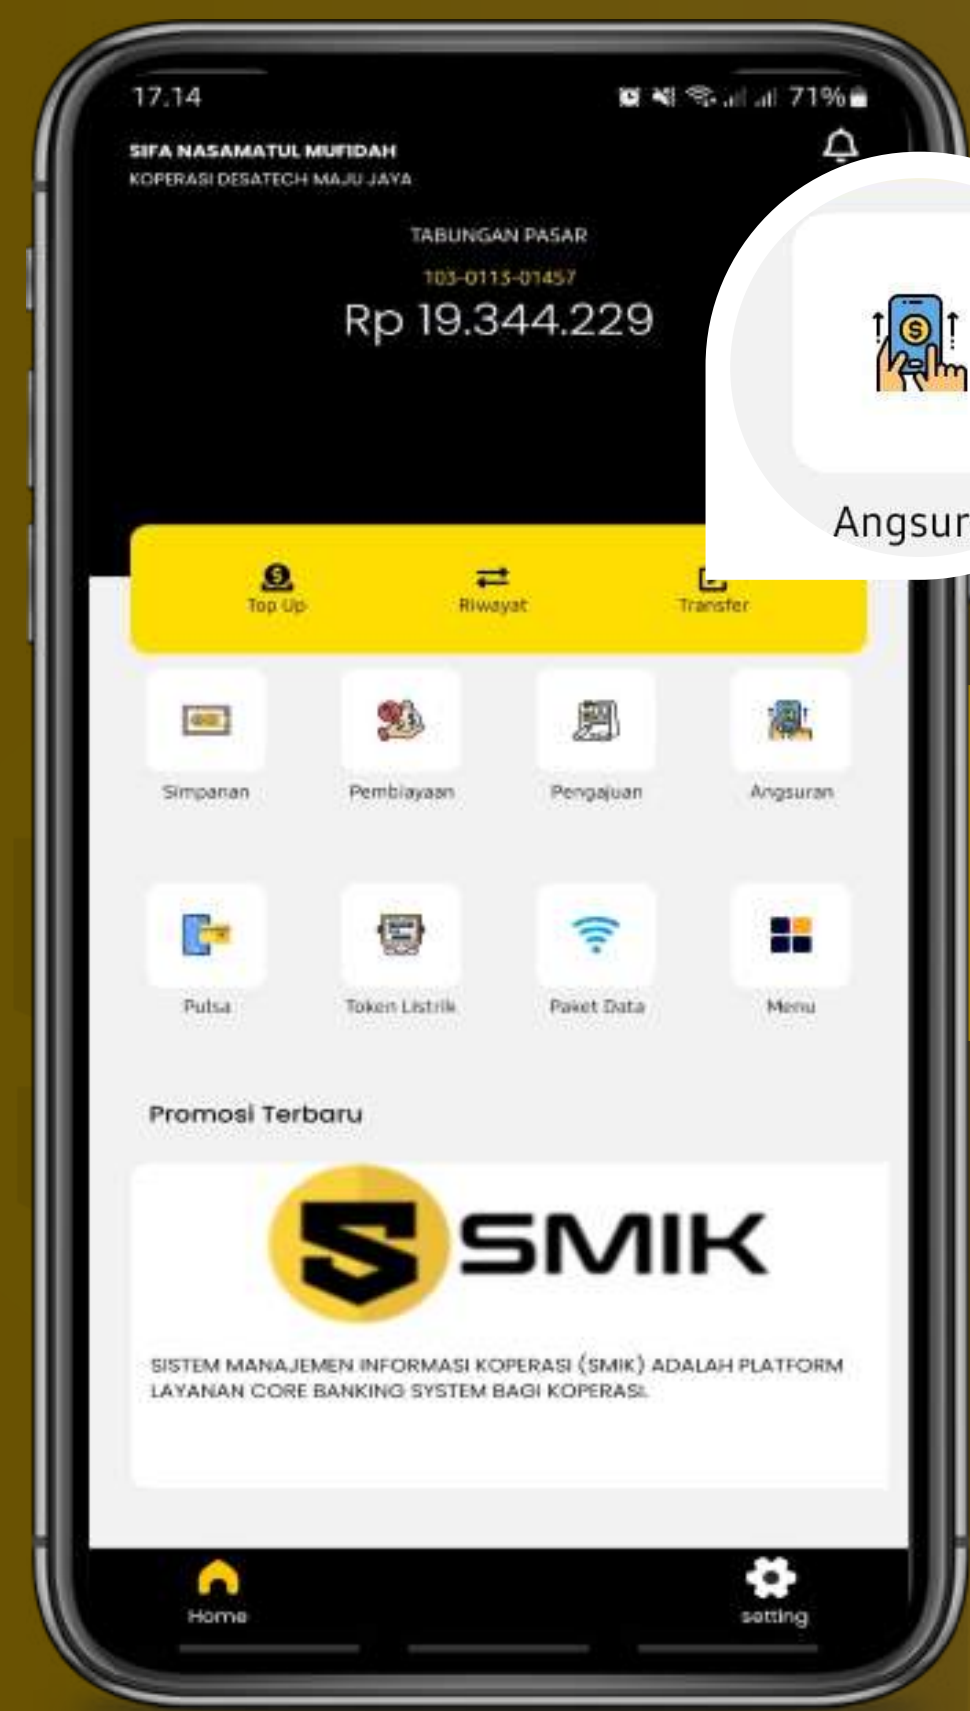 17.14
71%
SIFA NASAMATUL MUFIDAH
KOPERASI DESATECH MAJU JAYA
TABUNGAN PASAR
103-0113-01457
Rp 19.344.229
Angsur
Top Up
Riwayat
Transfer
Simpanan
Pembiayaan
Pengajuan
Angsuran
Pulsa
Token Listrik
Paket Data
Menu
Promosi Terbaru
SMIK
SISTEM MANAJEMEN INFORMASI KOPERASI (SMIK) ADALAH PLATFORM
LAYANAN CORE BANKING SYSTEM BAGI KOPERASI.
Home
setting